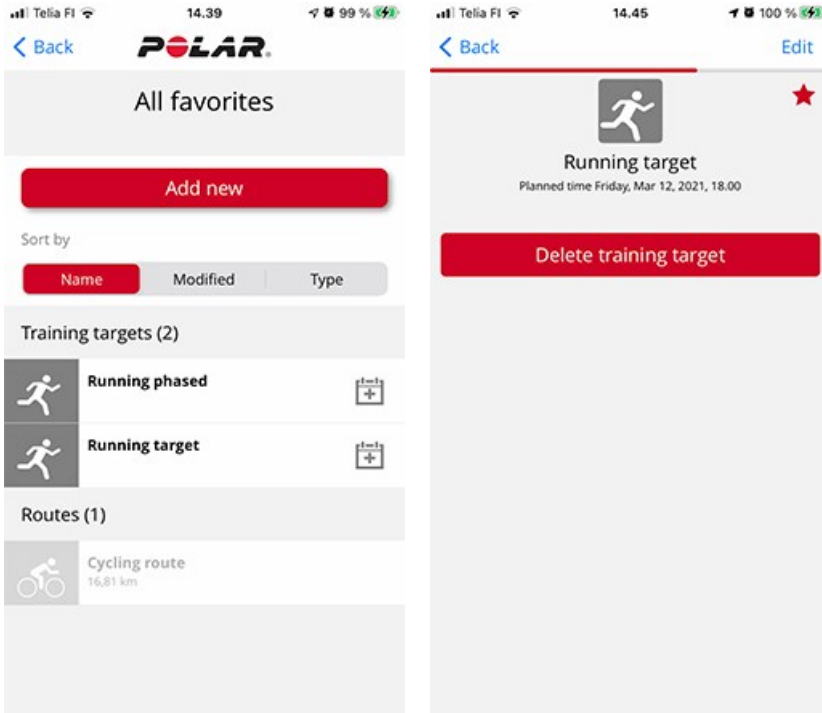 Telia FI 14.39 99 %
Back POLAR.
All favorites
Add new
Sort by
Name Modified Type
Training targets (2)
Running phased
Running target
Routes (1)
Cycling route
16,81 km
Telia FI 14.45 100 %
Back Edit
Running target
Planned time Friday, Mar 12, 2021, 18.00
Delete training target